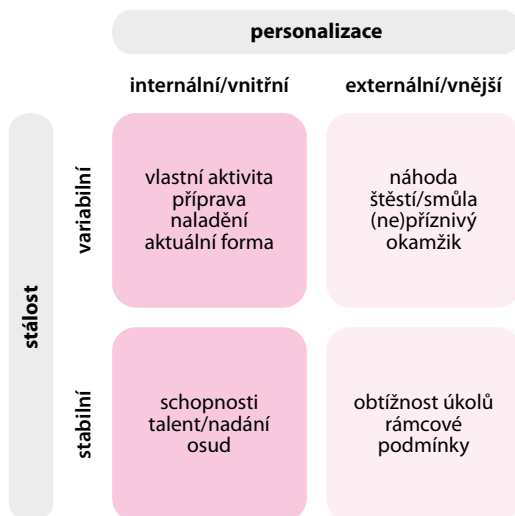 personalizace
internální/vnitřní
externální/vnější
stálost
variabilní
vlastní aktivita
příprava
naladění
aktuální forma
náhoda
štěstí/smůla
(ne)příznivý
okamžik
stabilní
schopnosti
talent/nadání
osud
obtížnost úkolů
rámcové
podmínky